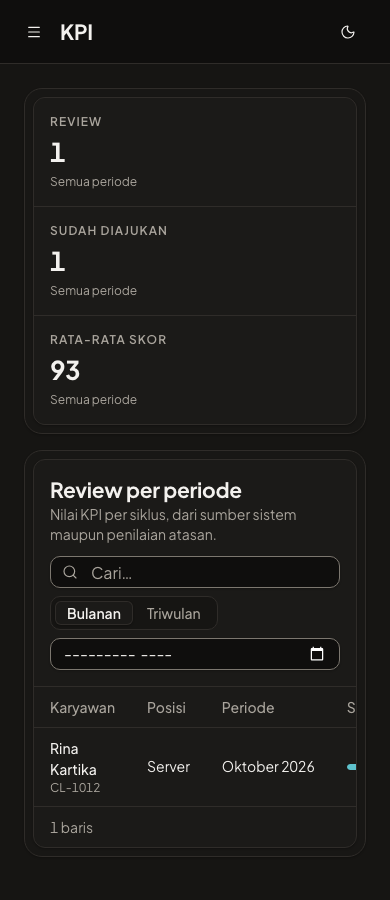 KPI
REVIEW
1
Semua periode
SUDAH DIAJUKAN
1
Semua periode
RATA-RATA SKOR
93
Semua periode
Review per periode
Nilai KPI per siklus, dari sumber sistem
maupun penilaian atasan.
Cari...
Bulanan Triwulan
--------- ----
Karyawan Posisi Periode S
Rina
Kartika
CL-1012
Server
Oktober 2026
1 baris